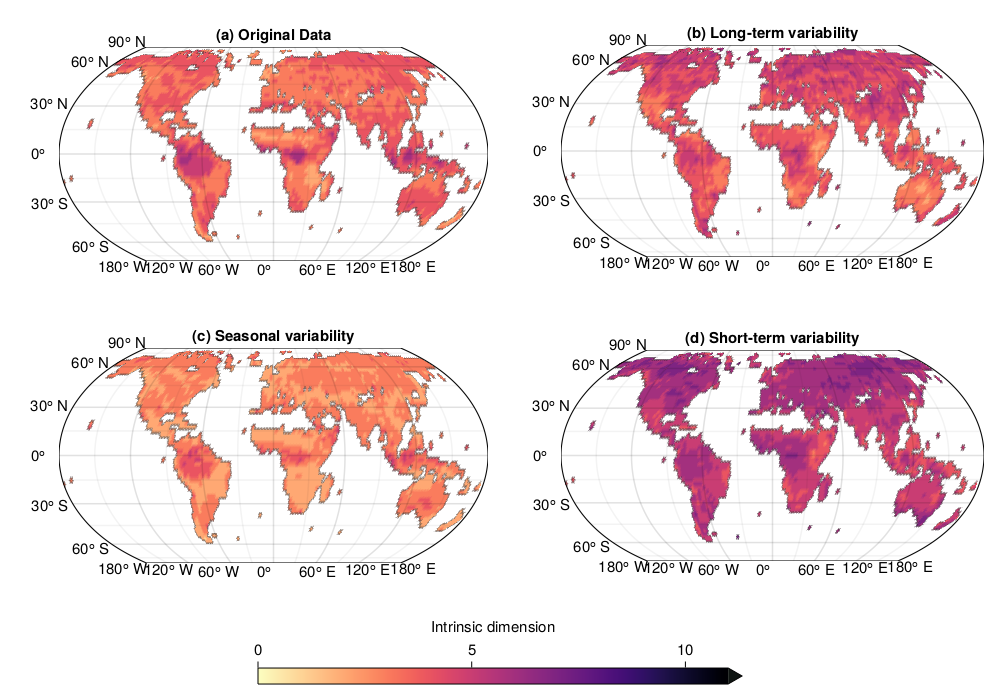 (a) Original Data
90° N
60° N
30° N
0°
30° S
60° S
180° W 120° W 60° W 0° 60° E 120° E 180° E
(b) Long-term variability
90° N
60° N
30° N
0°
30° S
60° S
180° W 120° W 60° W 0° 60° E 120° E 180° E
(c) Seasonal variability
90° N
60° N
30° N
0°
30° S
60° S
180° W 120° W 60° W 0° 60° E 120° E 180° E
(d) Short-term variability
90° N
60° N
30° N
0°
30° S
60° S
180° W 120° W 60° W 0° 60° E 120° E 180° E
Intrinsic dimension
0 5 10